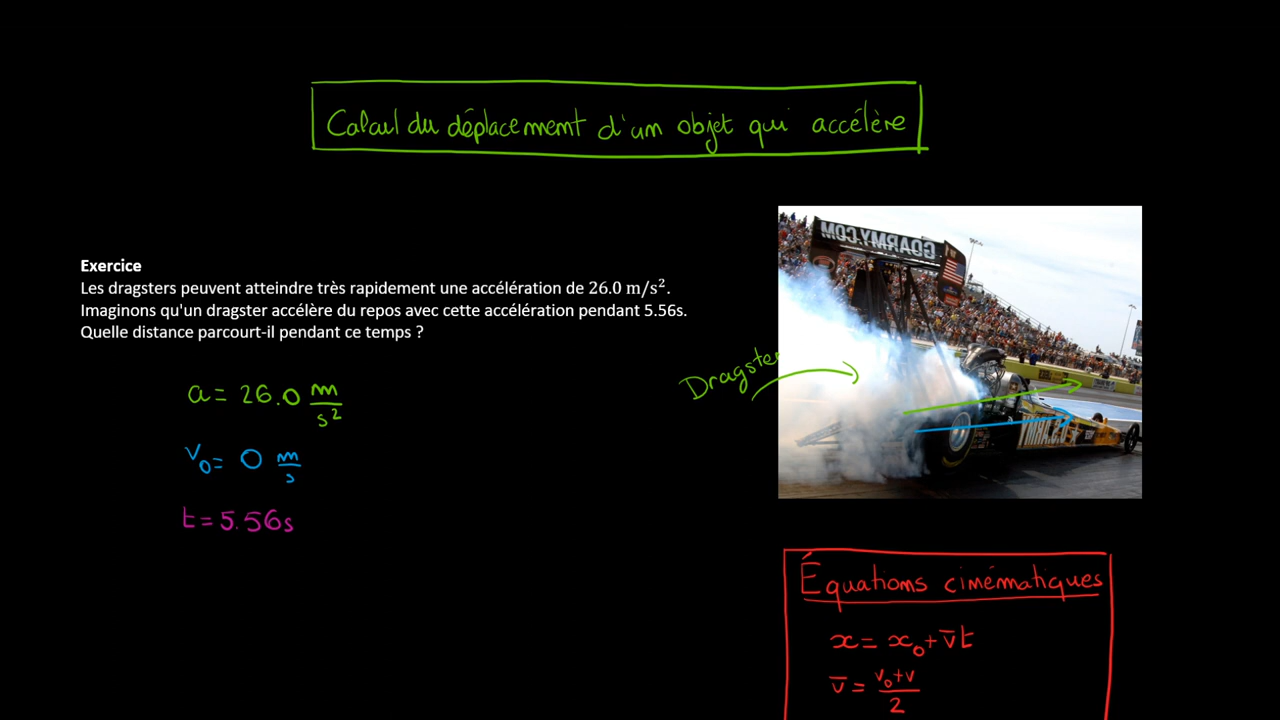 Calcul du déplacement d'un objet qui accélère
Exercice
Les dragsters peuvent atteindre très rapidement une accélération de 26.0 m/s².
Imaginons qu'un dragster accélère du repos avec cette accélération pendant 5.56s.
Quelle distance parcourt-il pendant ce temps ?
a = 26.0 m/s²
v₀ = 0 m/s
t = 5.56s
GOARMY.COM
Dragster
Équations cinématiques
x = x₀ + v̄t
v̄ = (v₀+v)/2